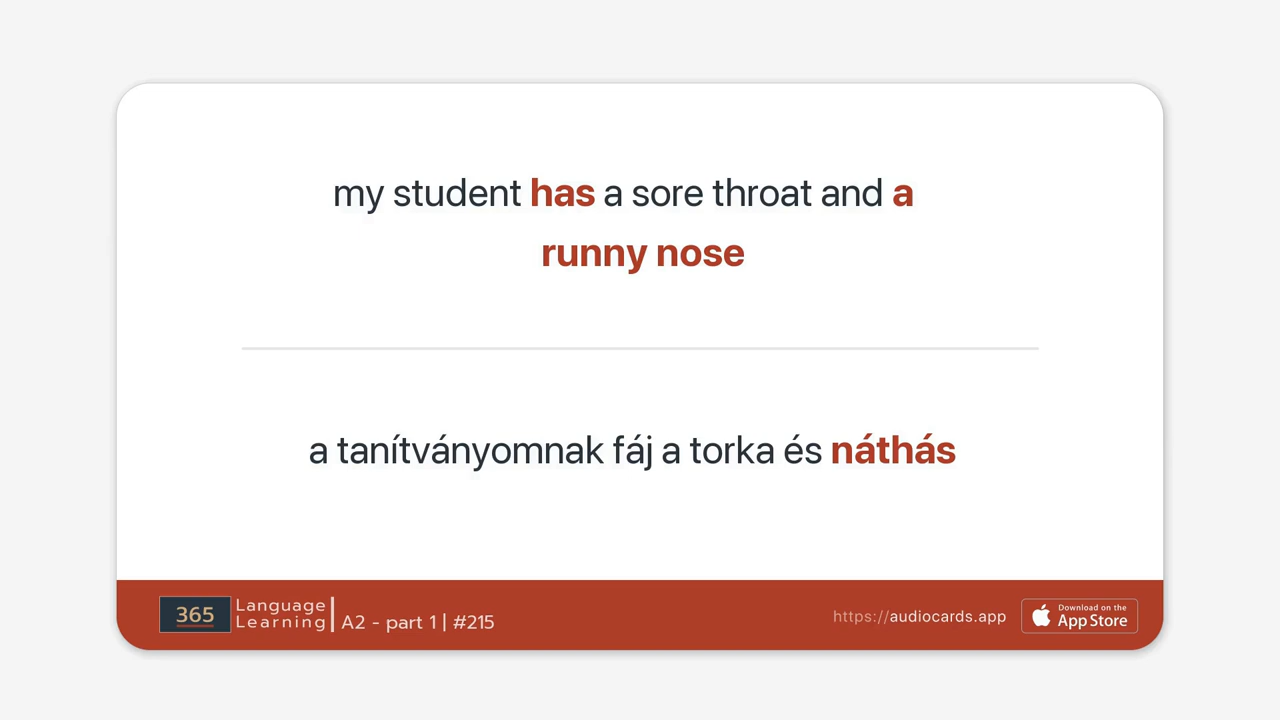 my student has a sore throat and a
runny nose
a tanítványomnak fáj a torka és náthás
365
Language
Learning
A2 - part 1 | #215
https://audiocards.app
Download on the
App Store